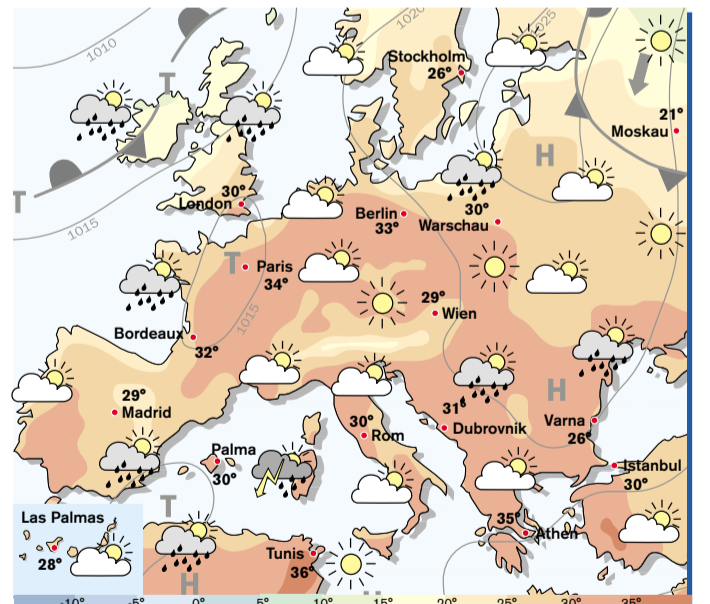 1010
1020
1025
Stockholm
26°
T
21°
Moskau
H
T
30°
London
1015
Berlin
33°
30°
Warschau
T
Paris
34°
1015
29°
Wien
Bordeaux
32°
29°
Madrid
H
31°
Dubrovnik
Varna
26°
30°
Rom
Palma
30°
Istanbul
30°
T
Las Palmas
28°
35°
Athen
Tunis
36°
H
-10°
-5°
0°
5°
10°
15°
20°
25°
30°
35°